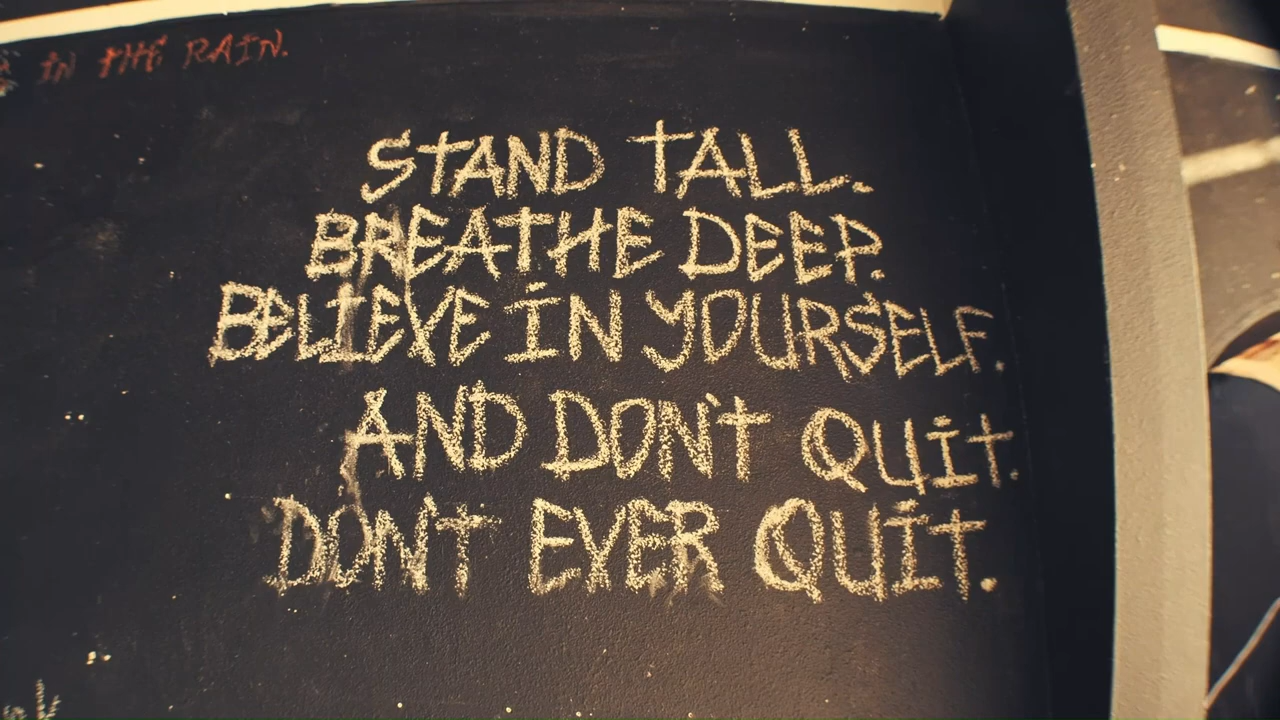 IN THE RAIN.
STAND TALL.
BREATHE DEEP.
BELIEVE IN YOURSELF.
AND DON'T QUIT.
DON'T EVER QUIT.